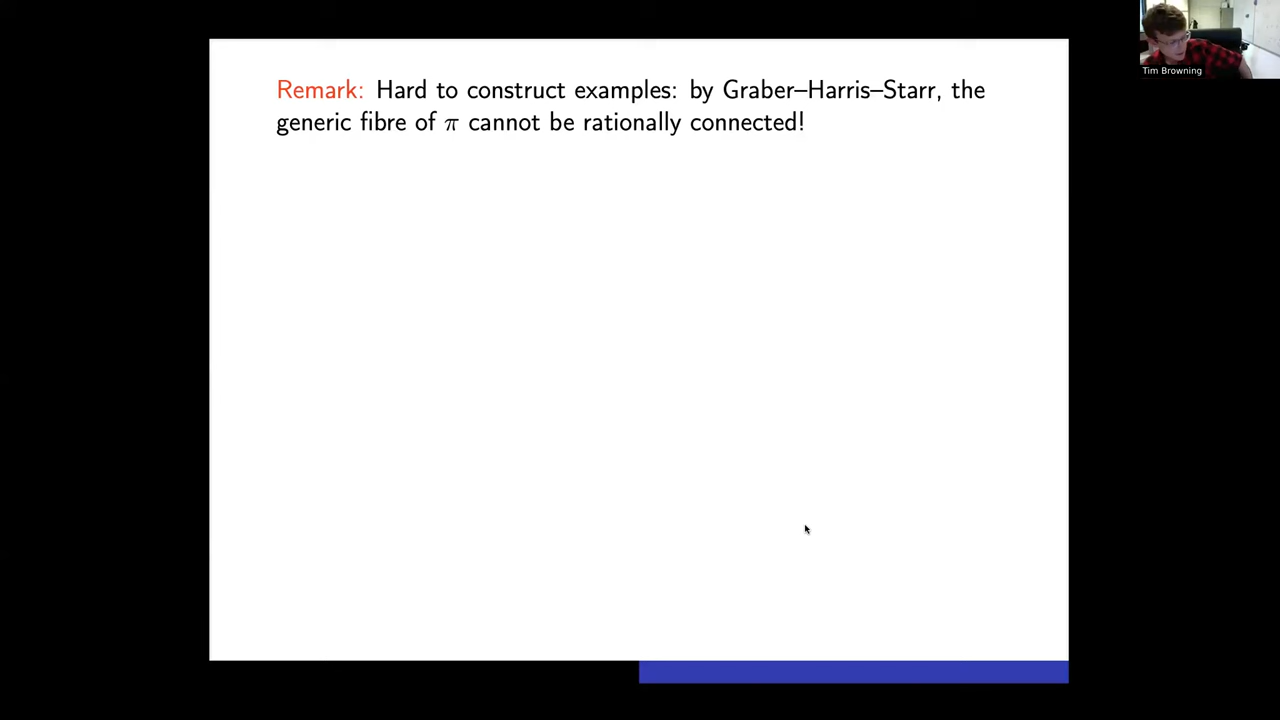 Remark: Hard to construct examples: by Graber–Harris–Starr, the
generic fibre of π cannot be rationally connected!
Tim Browning